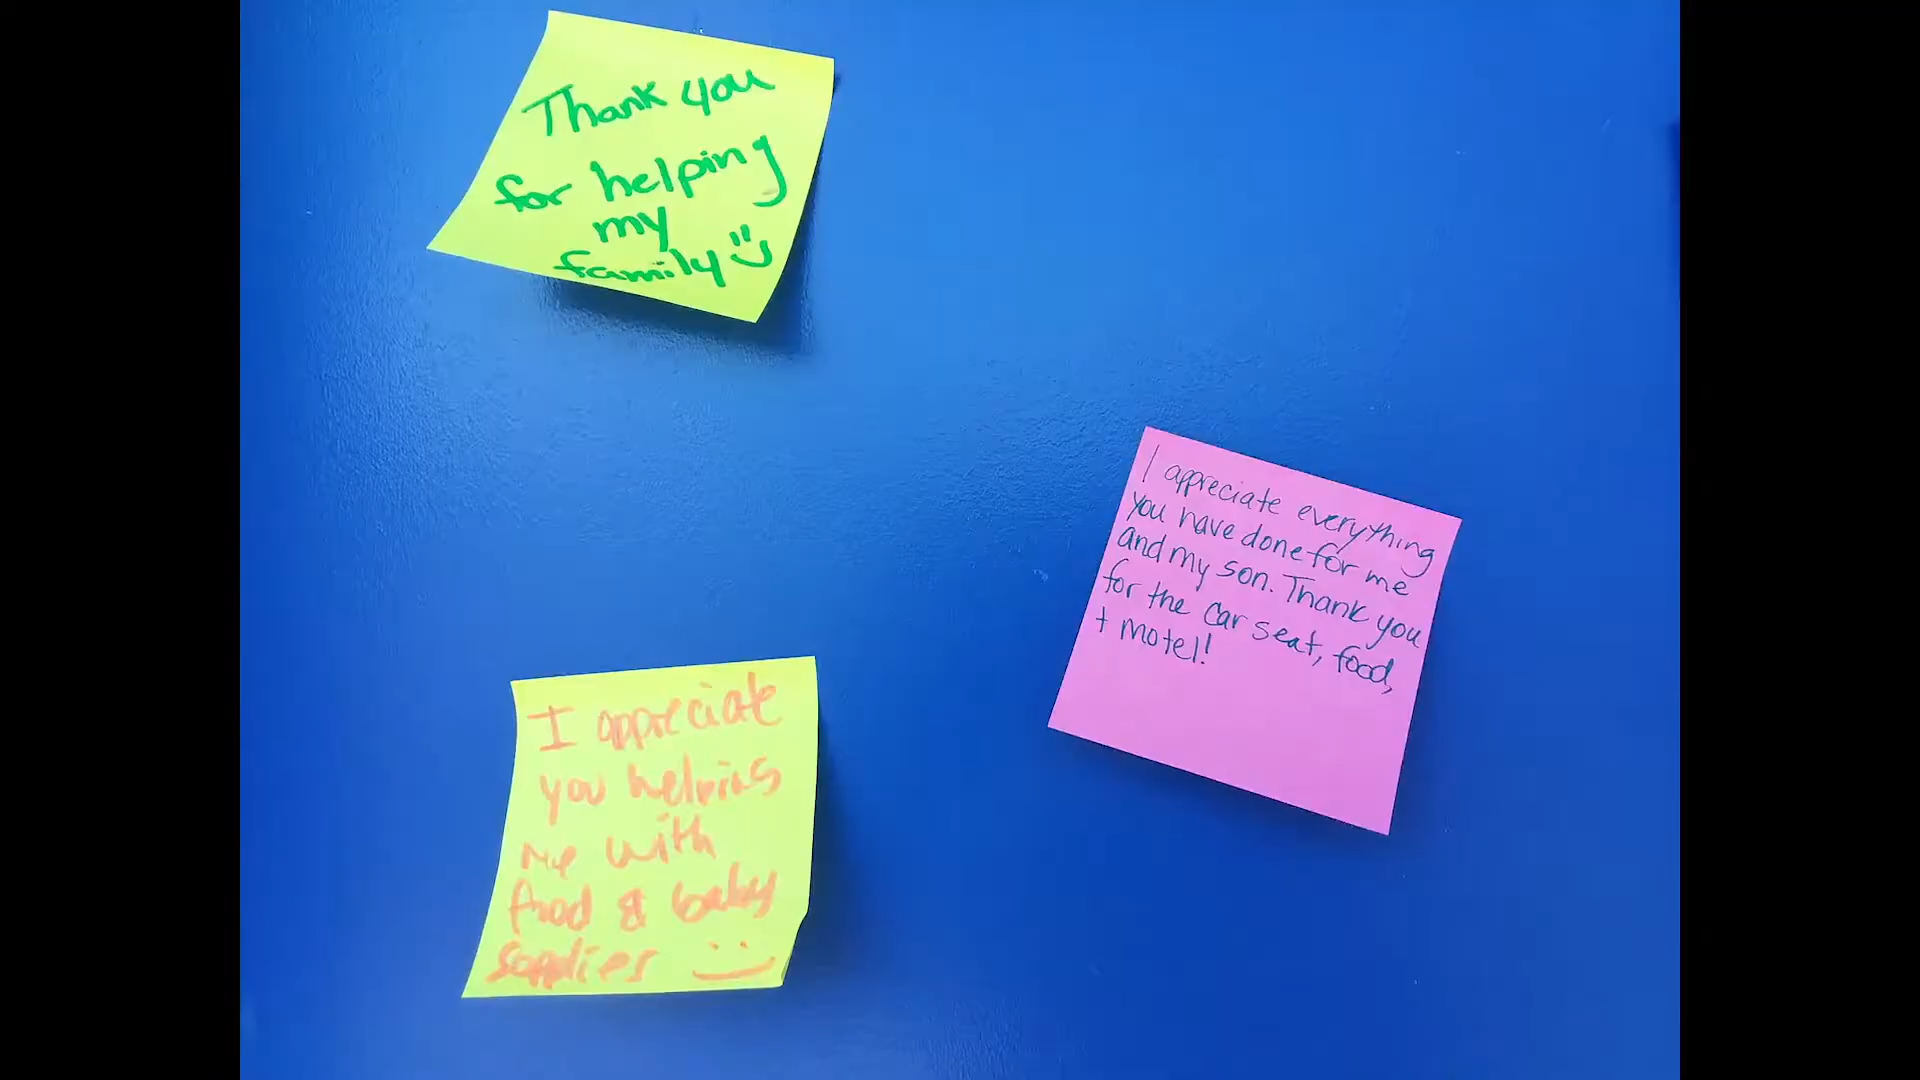 Thank you
for helping
my
family
I appreciate everything
you have done for me
and my son. Thank you
for the car seat, food,
+ motel!
I appreciate
you helping
me with
food & baby
supplies